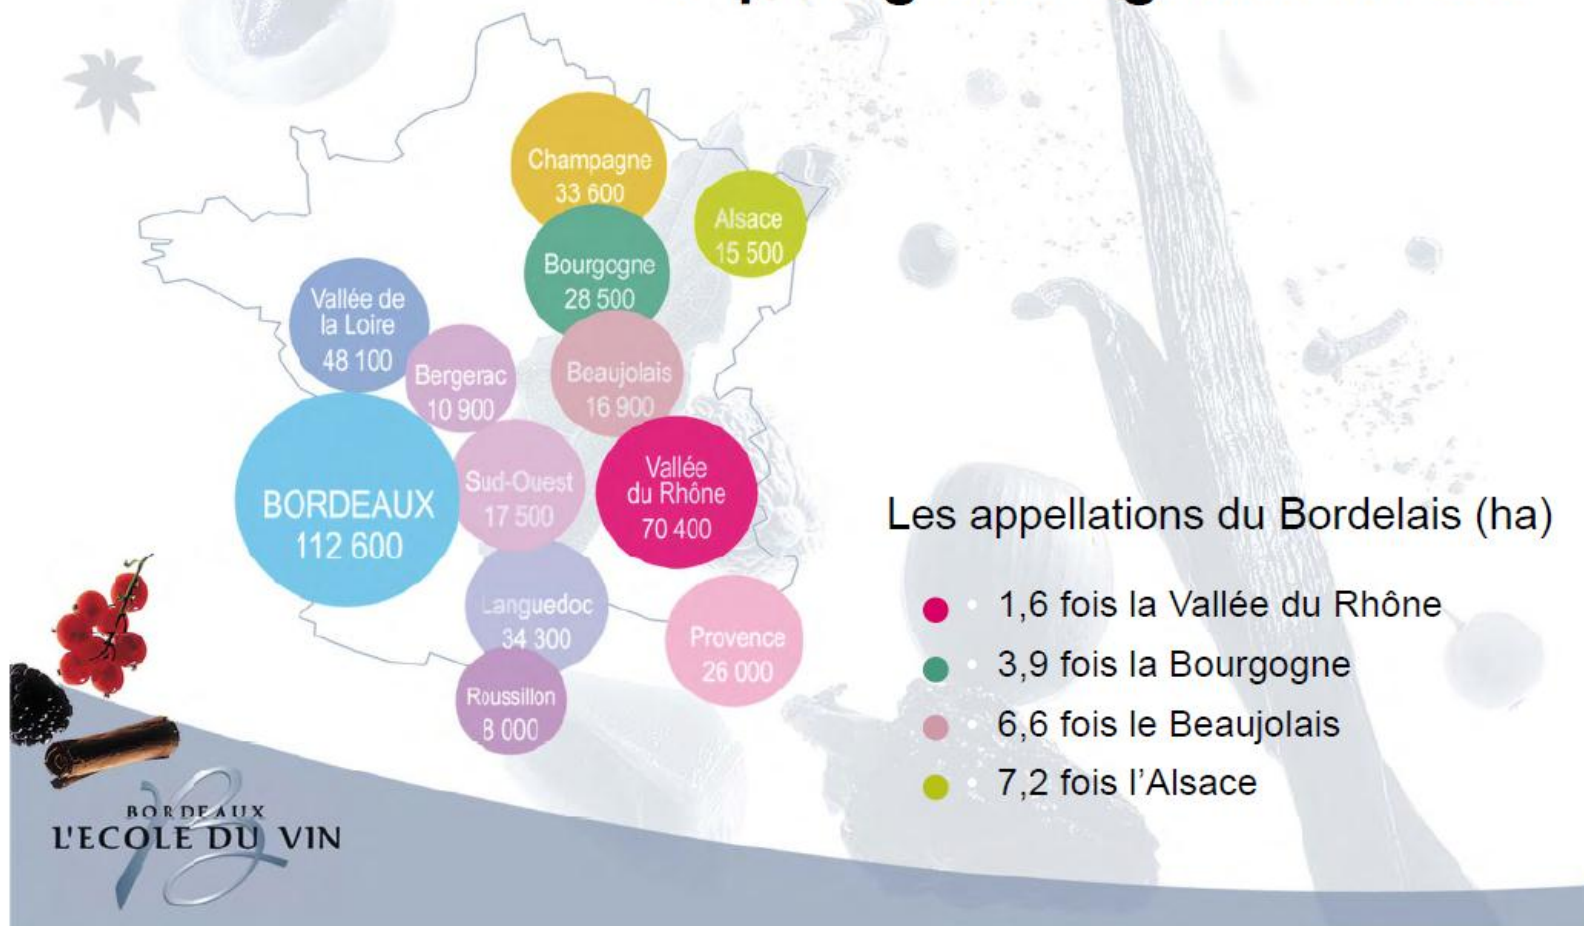 Champagne
33 600
Alsace
15 500
Bourgogne
28 500
Vallée de
la Loire
48 100
Bergerac
10 900
Beaujolais
16 900
BORDEAUX
112 600
Sud-Ouest
17 500
Vallée
du Rhône
70 400
Languedoc
34 300
Provence
26 000
Roussillon
8 000
Les appellations du Bordelais (ha)
1,6 fois la Vallée du Rhône
3,9 fois la Bourgogne
6,6 fois le Beaujolais
7,2 fois l'Alsace
BORDEAUX
L'ECOLE DU VIN